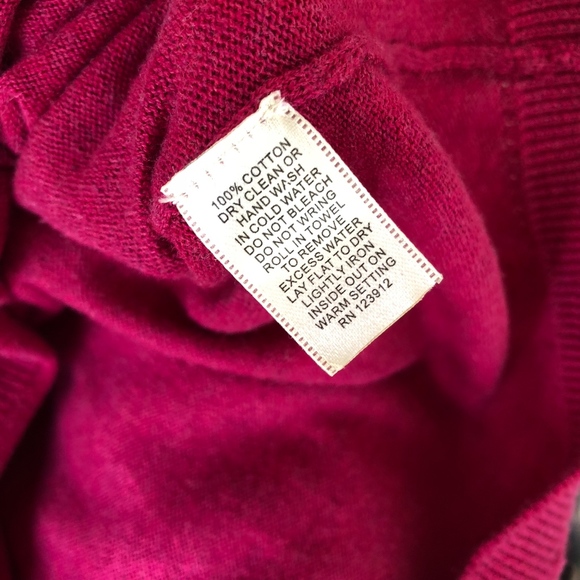 100% COTTON
DRY CLEAN OR
HAND WASH
IN COLD WATER
DO NOT BLEACH
DO NOT WRING
ROLL IN TOWEL
TO REMOVE
EXCESS WATER
LAY FLAT TO DRY
LIGHTLY IRON
INSIDE OUT ON
WARM SETTING
RN 123912